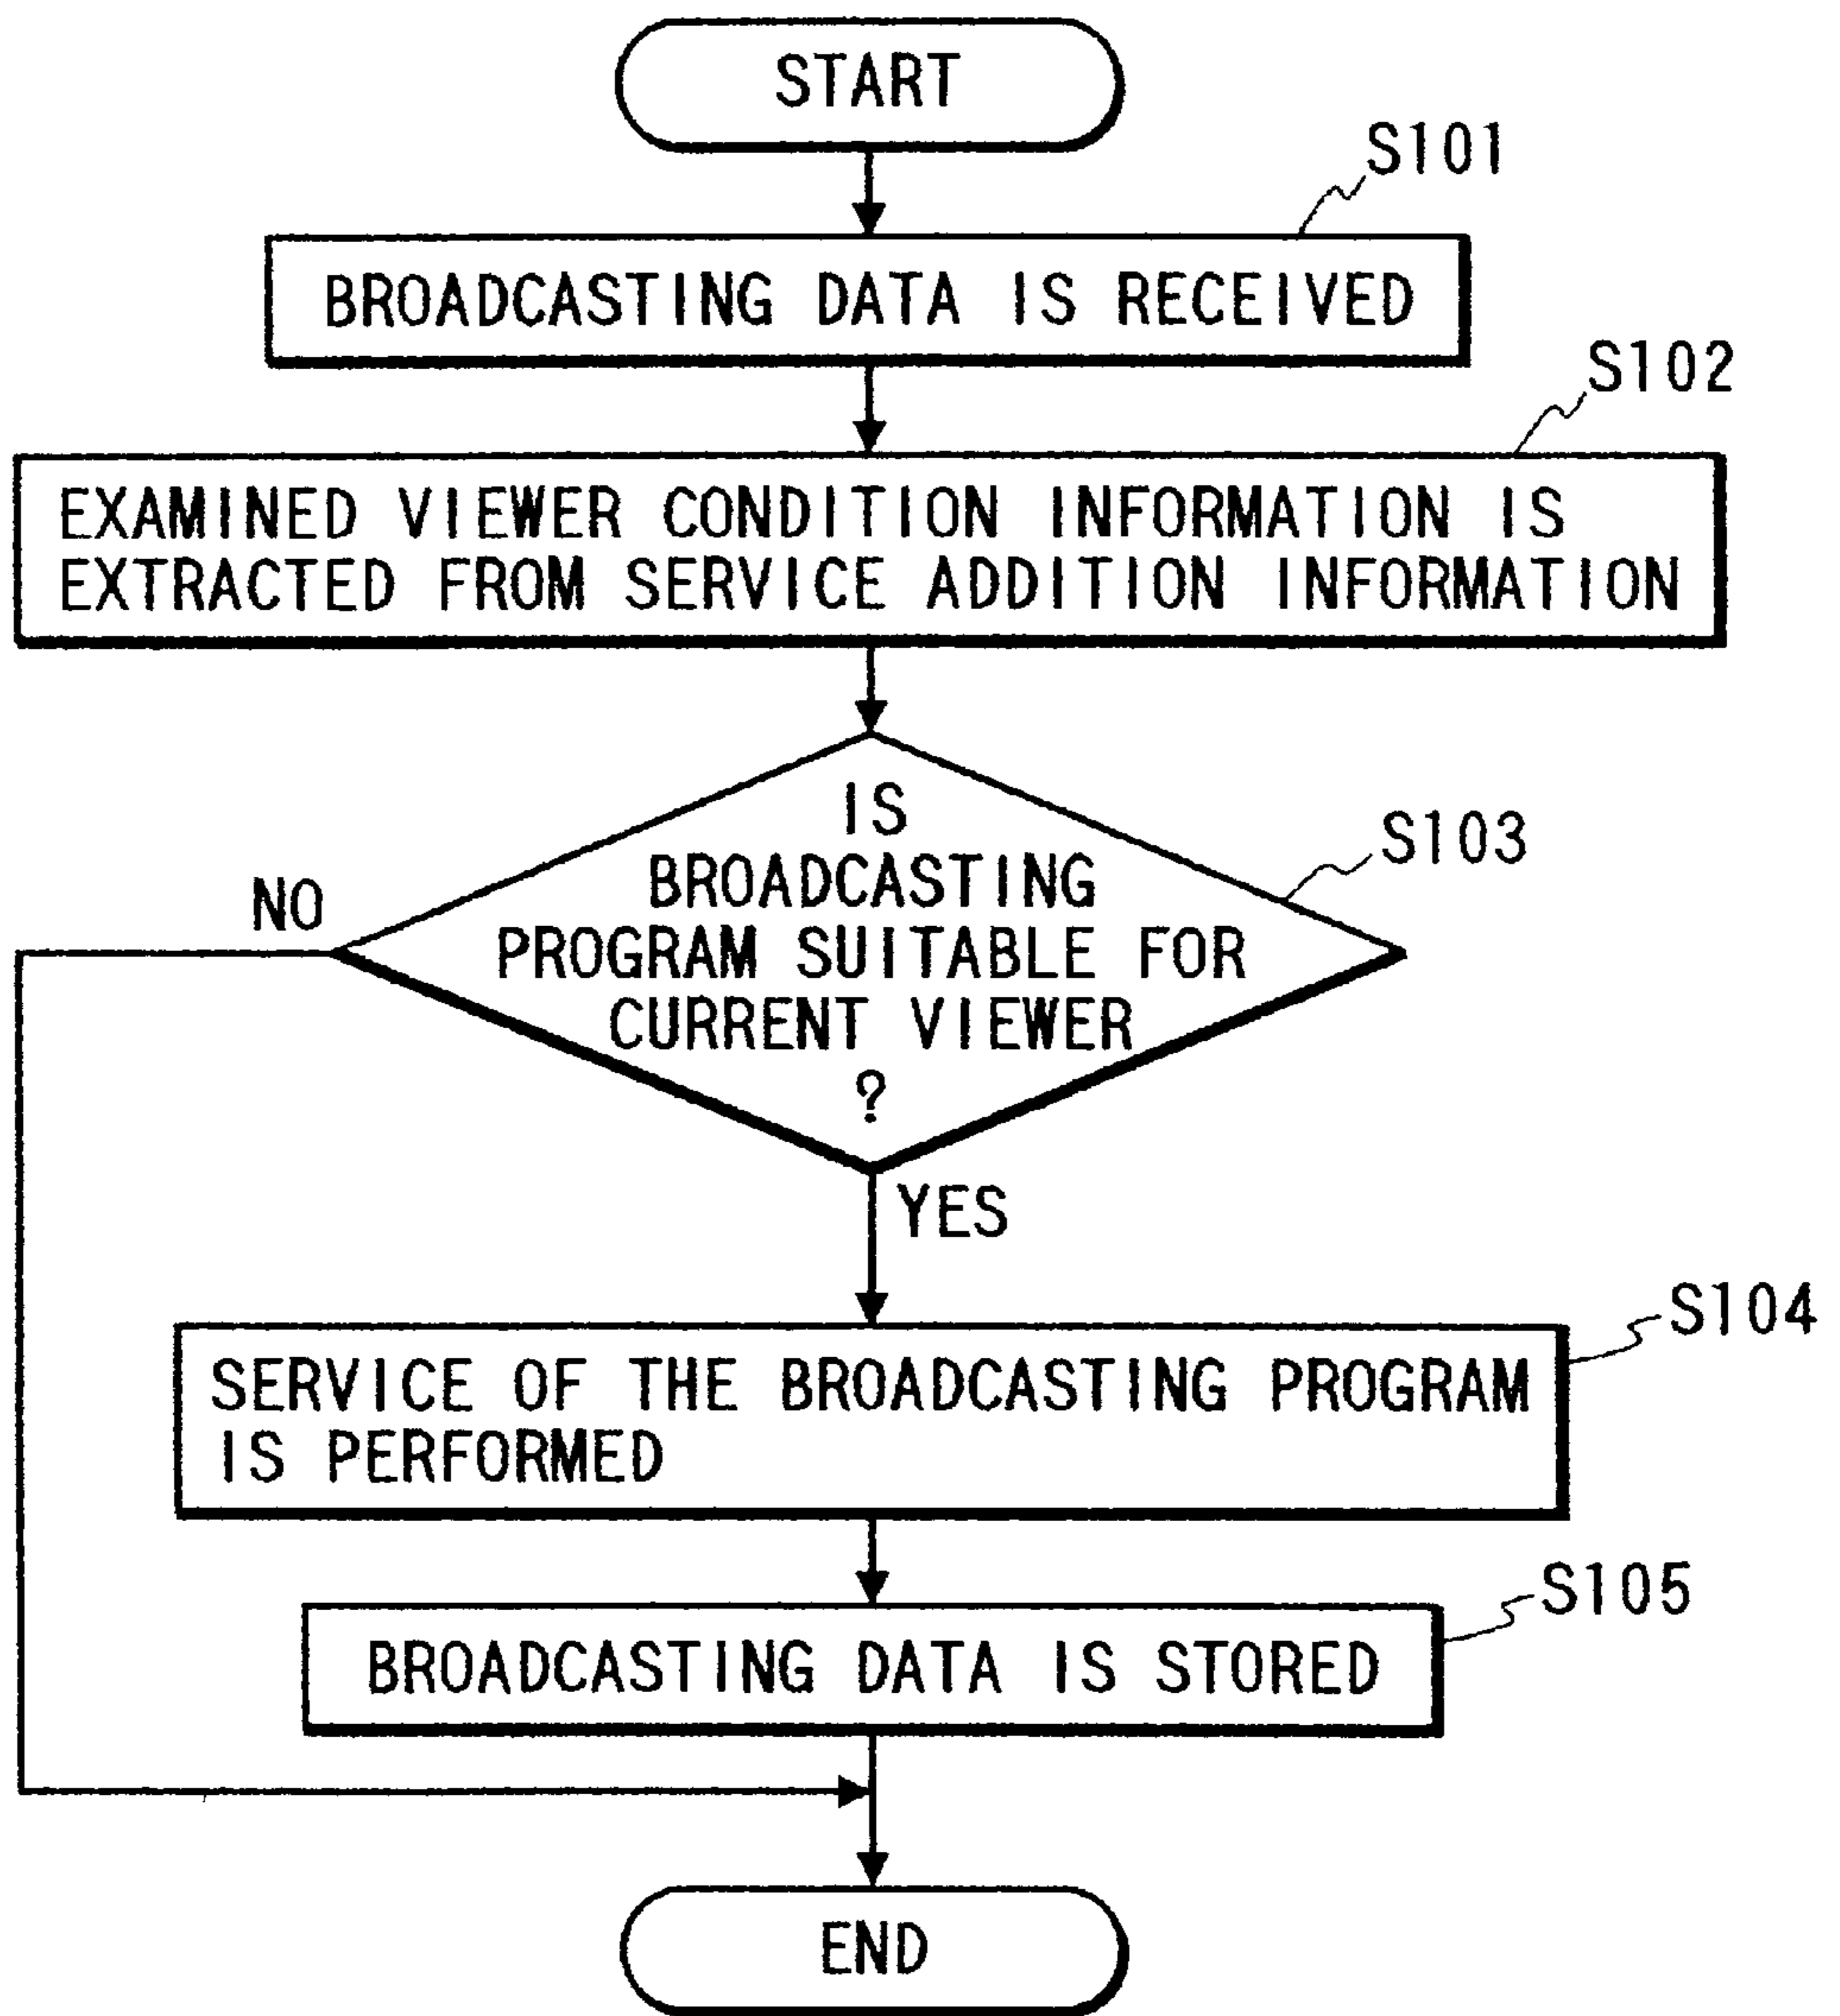 START
S101
BROADCASTING DATA IS RECEIVED
S102
EXAMINED VIEWER CONDITION INFORMATION IS
EXTRACTED FROM SERVICE ADDITION INFORMATION
S103
IS
BROADCASTING
PROGRAM SUITABLE FOR
CURRENT VIEWER
?
NO
YES
S104
SERVICE OF THE BROADCASTING PROGRAM
IS PERFORMED
S105
BROADCASTING DATA IS STORED
END